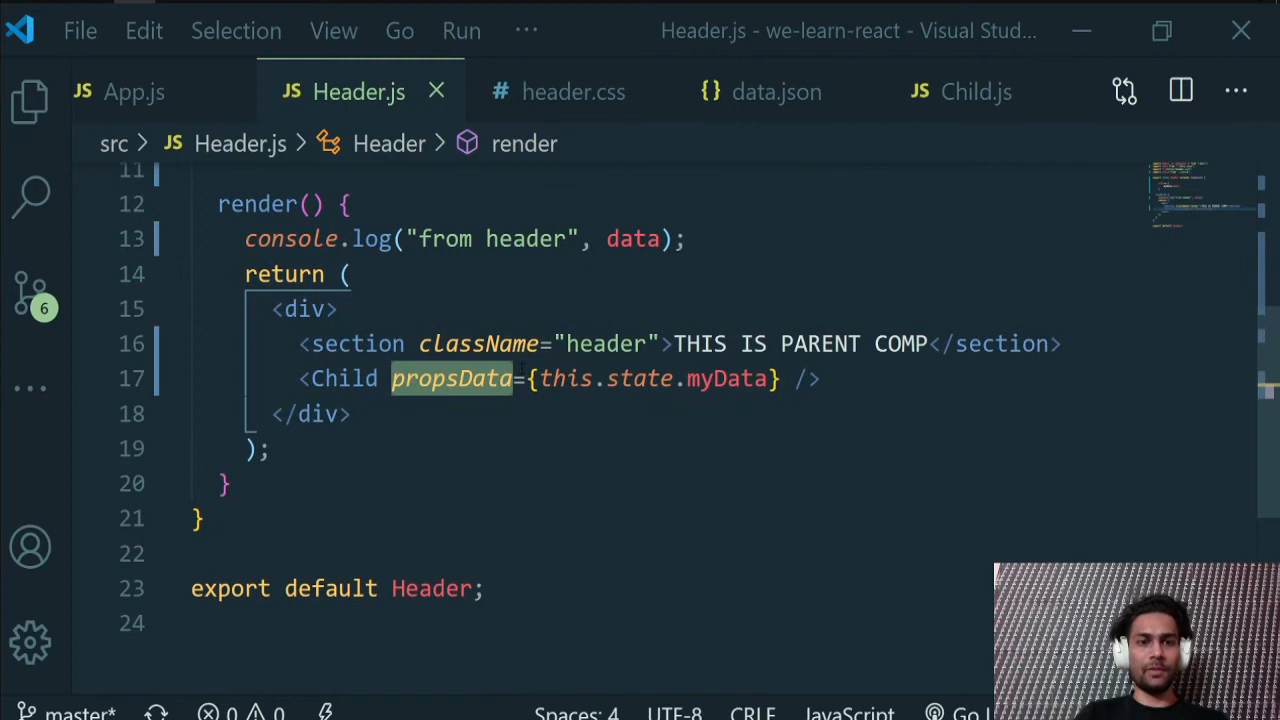 File Edit Selection View Go Run ··· Header.js - we-learn-react - Visual Stud...
JS App.js JS Header.js # header.css {} data.json JS Child.js
src > JS Header.js > Header > render
11
12 render() {
13 console.log("from header", data);
14 return (
15 <div>
16 <section className="header">THIS IS PARENT COMP</section>
17 <Child propsData={this.state.myData} />
18 </div>
19 );
20 }
21 }
22
23 export default Header;
24
6
master* 0 0 Spaces: 4 UTF-8 CRLF JavaScript Go L